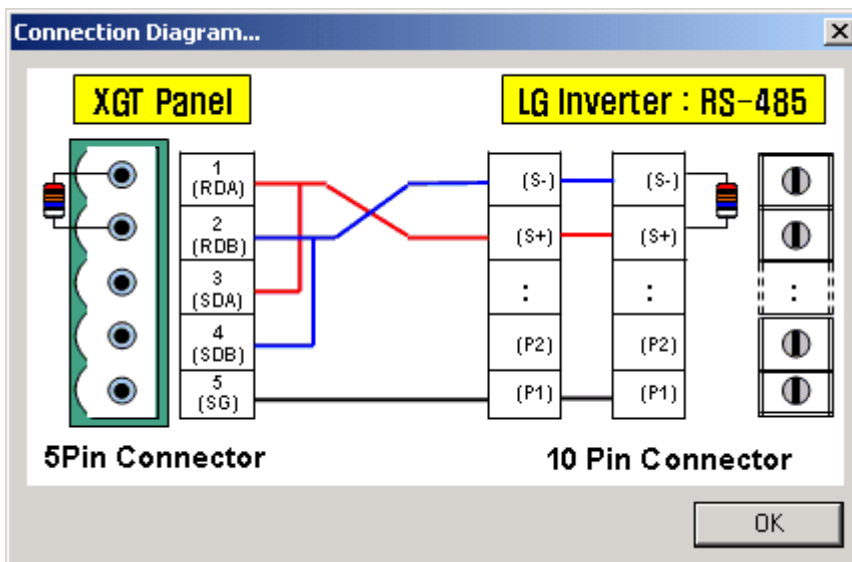 Connection Diagram...
XGT Panel
LG Inverter : RS-485
1
(RDA)
2
(RDB)
3
(SDA)
4
(SDB)
5
(SG)
(S-)
(S+)
:
(P2)
(P1)
(S-)
(S+)
:
(P2)
(P1)
:
5Pin Connector
10 Pin Connector
OK